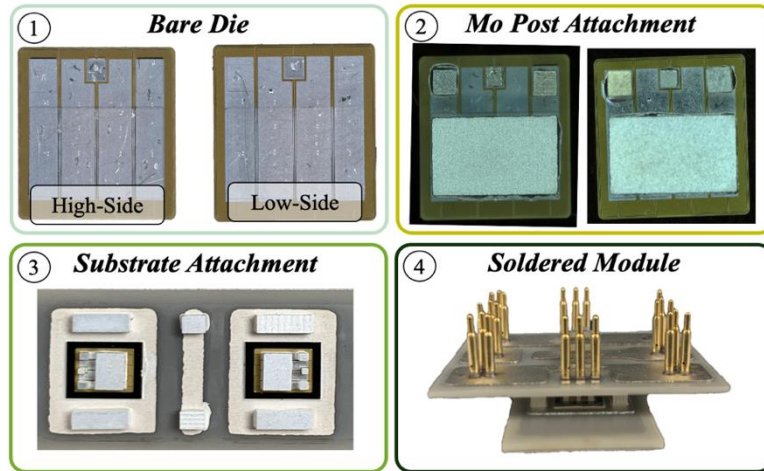 1
Bare Die
High-Side
Low-Side
2
Mo Post Attachment
3
Substrate Attachment
4
Soldered Module